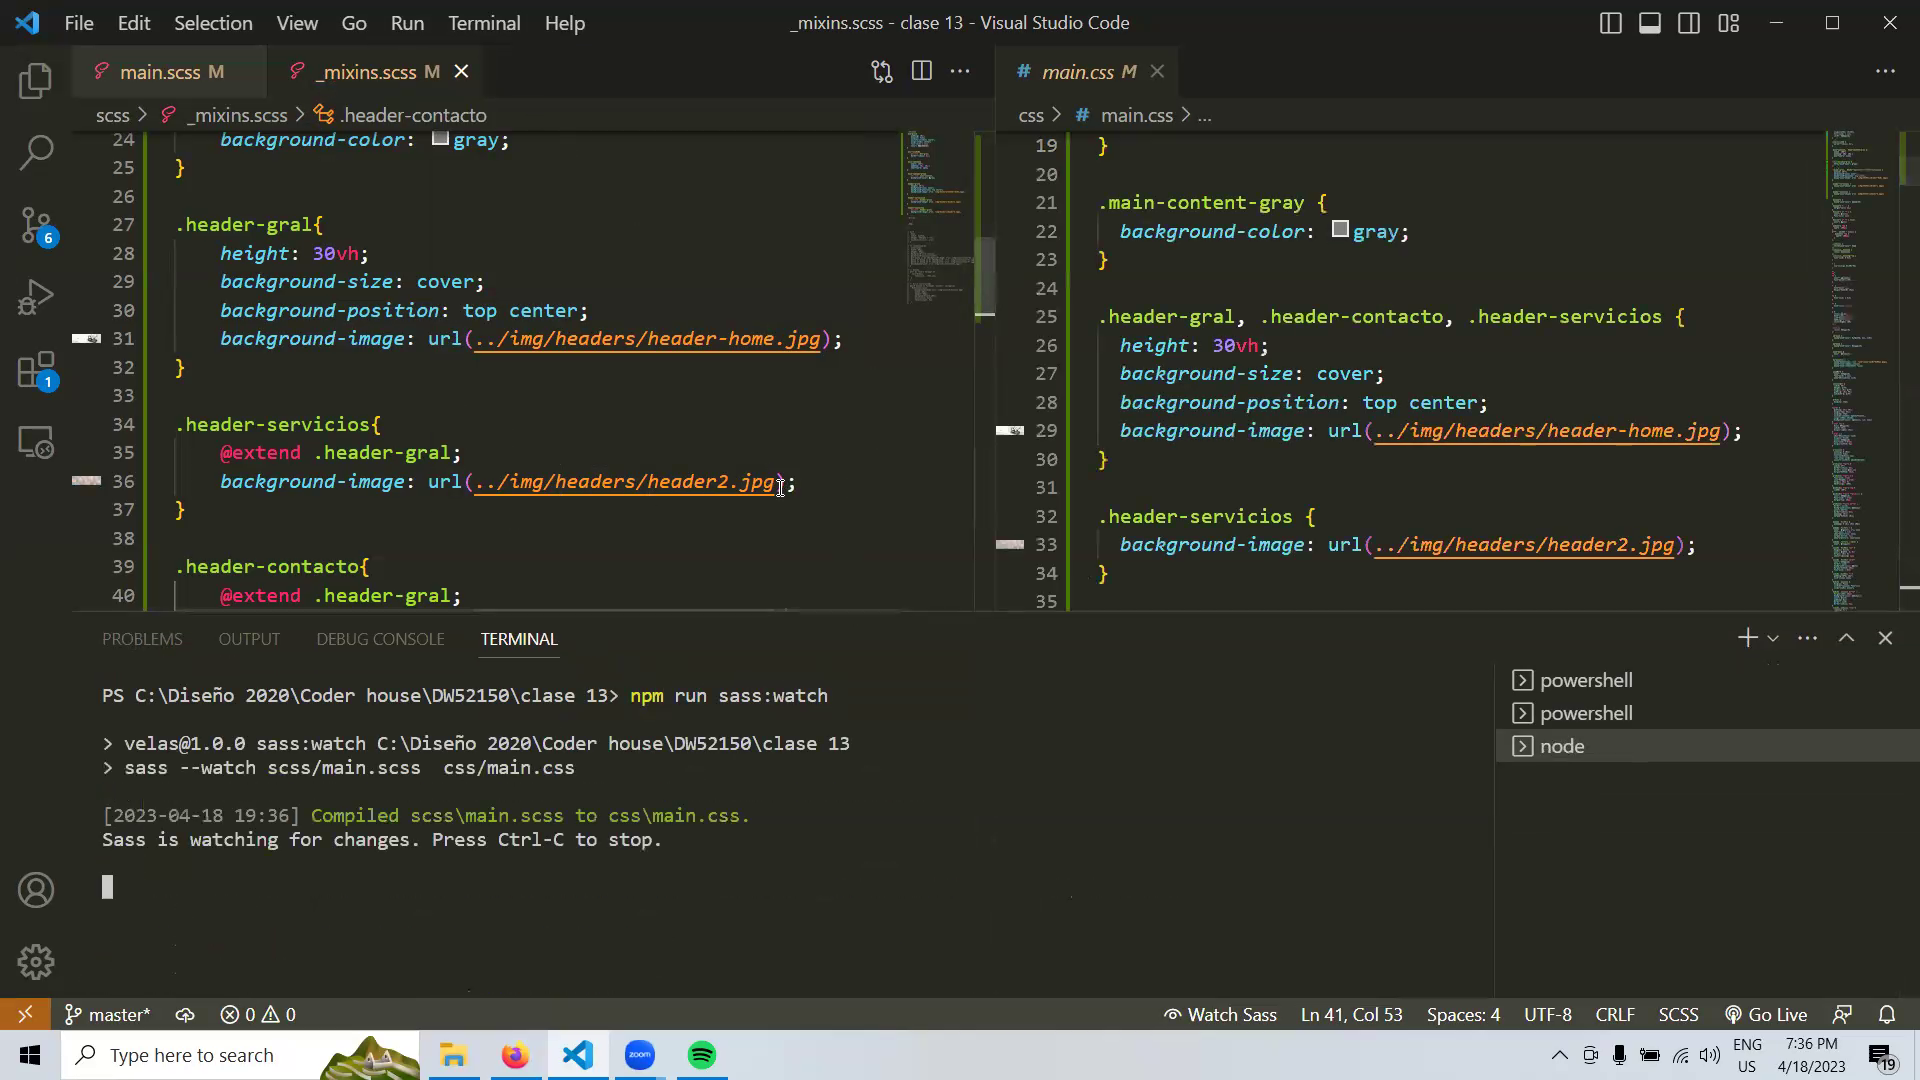 File Edit Selection View Go Run Terminal Help _mixins.scss - clase 13 - Visual Studio Code
main.scss M _mixins.scss M
main.css M
scss > _mixins.scss > .header-contacto
css > main.css > ...
24 background-color: gray;
25 }
26
27 .header-gral{
28 height: 30vh;
29 background-size: cover;
30 background-position: top center;
31 background-image: url(../img/headers/header-home.jpg);
32 }
33
34 .header-servicios{
35 @extend .header-gral;
36 background-image: url(../img/headers/header2.jpg);
37 }
38
39 .header-contacto{
40 @extend .header-gral;
19 }
20
21 .main-content-gray {
22 background-color: gray;
23 }
24
25 .header-gral, .header-contacto, .header-servicios {
26 height: 30vh;
27 background-size: cover;
28 background-position: top center;
29 background-image: url(../img/headers/header-home.jpg);
30 }
31
32 .header-servicios {
33 background-image: url(../img/headers/header2.jpg);
34 }
35
6
1
PROBLEMS OUTPUT DEBUG CONSOLE TERMINAL
PS C:\Diseño 2020\Coder house\DW52150\clase 13> npm run sass:watch
> velas@1.0.0 sass:watch C:\Diseño 2020\Coder house\DW52150\clase 13
> sass --watch scss/main.scss  css/main.css
[2023-04-18 19:36] Compiled scss\main.scss to css\main.css.
Sass is watching for changes. Press Ctrl-C to stop.
powershell
powershell
node
master* 0 0 Watch Sass Ln 41, Col 53 Spaces: 4 UTF-8 CRLF SCSS Go Live
Type here to search
zoom
ENG
US
7:36 PM
4/18/2023
19